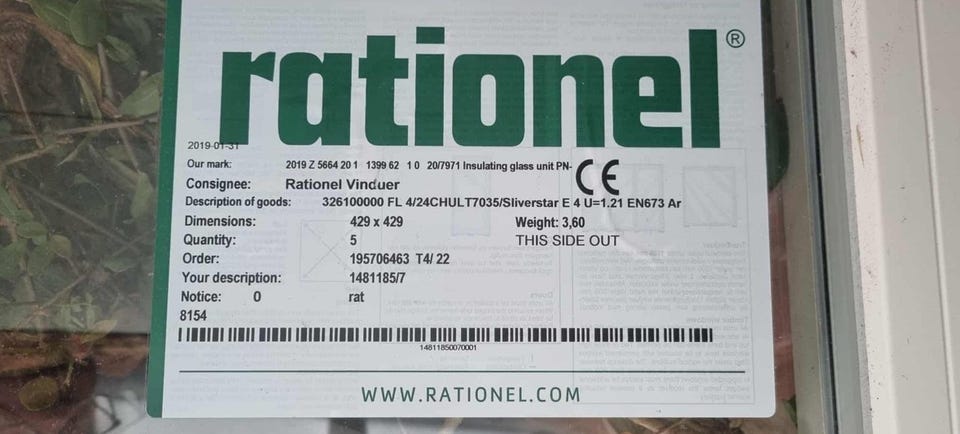 rationel®
2019-01-31
Our mark: 2019 Z 5664 20 1 1399 62 1 0 20/7971 Insulating glass unit PN-
CE
Consignee: Rationel Vinduer
Description of goods: 326100000 FL 4/24CHULT7035/Sliverstar E 4 U=1.21 EN673 Ar
Dimensions: 429 x 429 Weight: 3,60
Quantity: 5 THIS SIDE OUT
Order: 195706463 T4/ 22
Your description: 1481185/7
Notice: 0 rat
8154
14811850070001
WWW.RATIONEL.COM